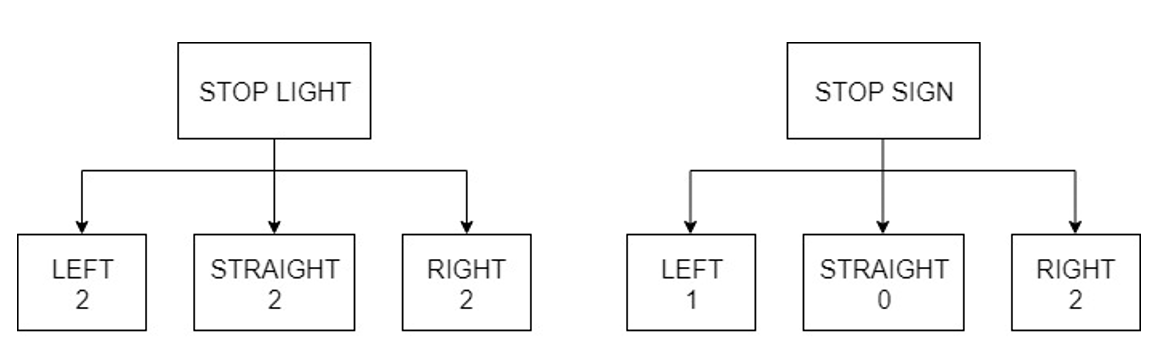 STOP LIGHT
STOP SIGN
LEFT
2
STRAIGHT
2
RIGHT
2
LEFT
1
STRAIGHT
0
RIGHT
2